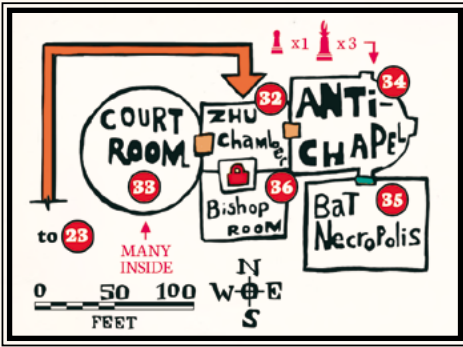 x1 x3
32 34
ZHU
Chamber
ANTi-
CHAPEL
COURT
ROOM
33
36
Bishop
ROOM
35
BaT
NecRoPolis
to 23
MANY
INSIDE
0 50 100
FEET
N
W E
S